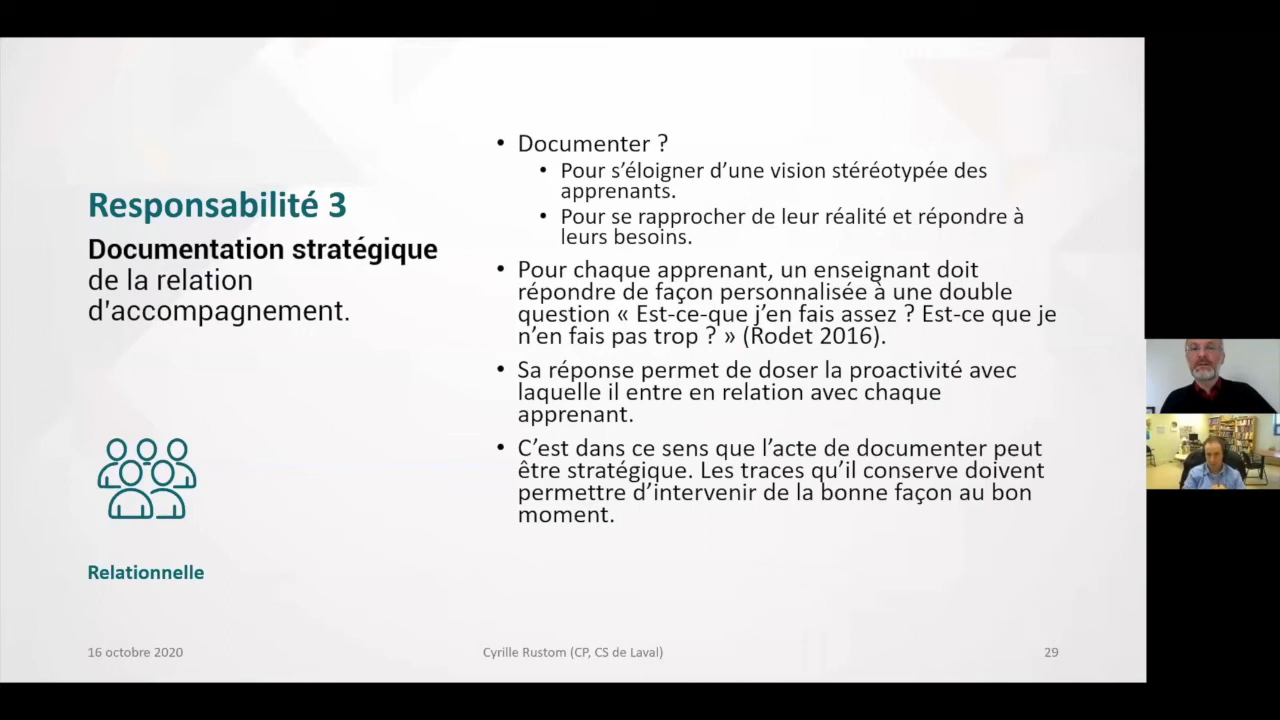 Responsabilité 3
Documentation stratégique
de la relation
d'accompagnement.
Relationnelle
• Documenter ?
• Pour s’éloigner d’une vision stéréotypée des
apprenants.
• Pour se rapprocher de leur réalité et répondre à
leurs besoins.
• Pour chaque apprenant, un enseignant doit
répondre de façon personnalisée à une double
question « Est-ce-que j’en fais assez ? Est-ce que je
n’en fais pas trop ? » (Rodet 2016).
• Sa réponse permet de doser la proactivité avec
laquelle il entre en relation avec chaque
apprenant.
• C’est dans ce sens que l’acte de documenter peut
être stratégique. Les traces qu’il conserve doivent
permettre d’intervenir de la bonne façon au bon
moment.
16 octobre 2020
Cyrille Rustom (CP, CS de Laval)
29